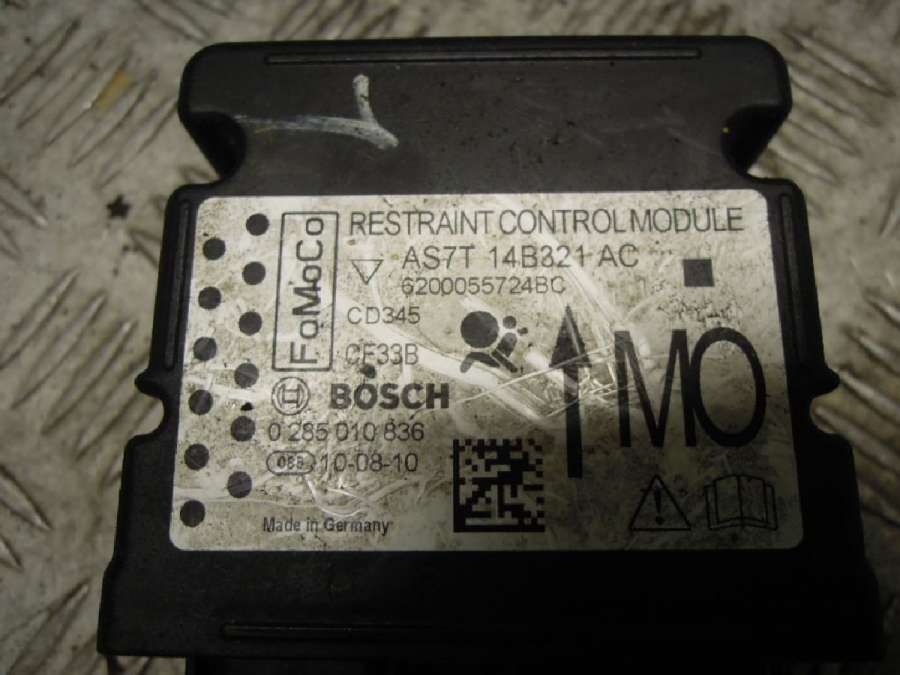 FoMoCo
RESTRAINT CONTROL MODULE
AS7T 14B321 AC
6200055724BC
CD345
CF33B
BOSCH
0 285 010 836
10-08-10
Made in Germany
MO